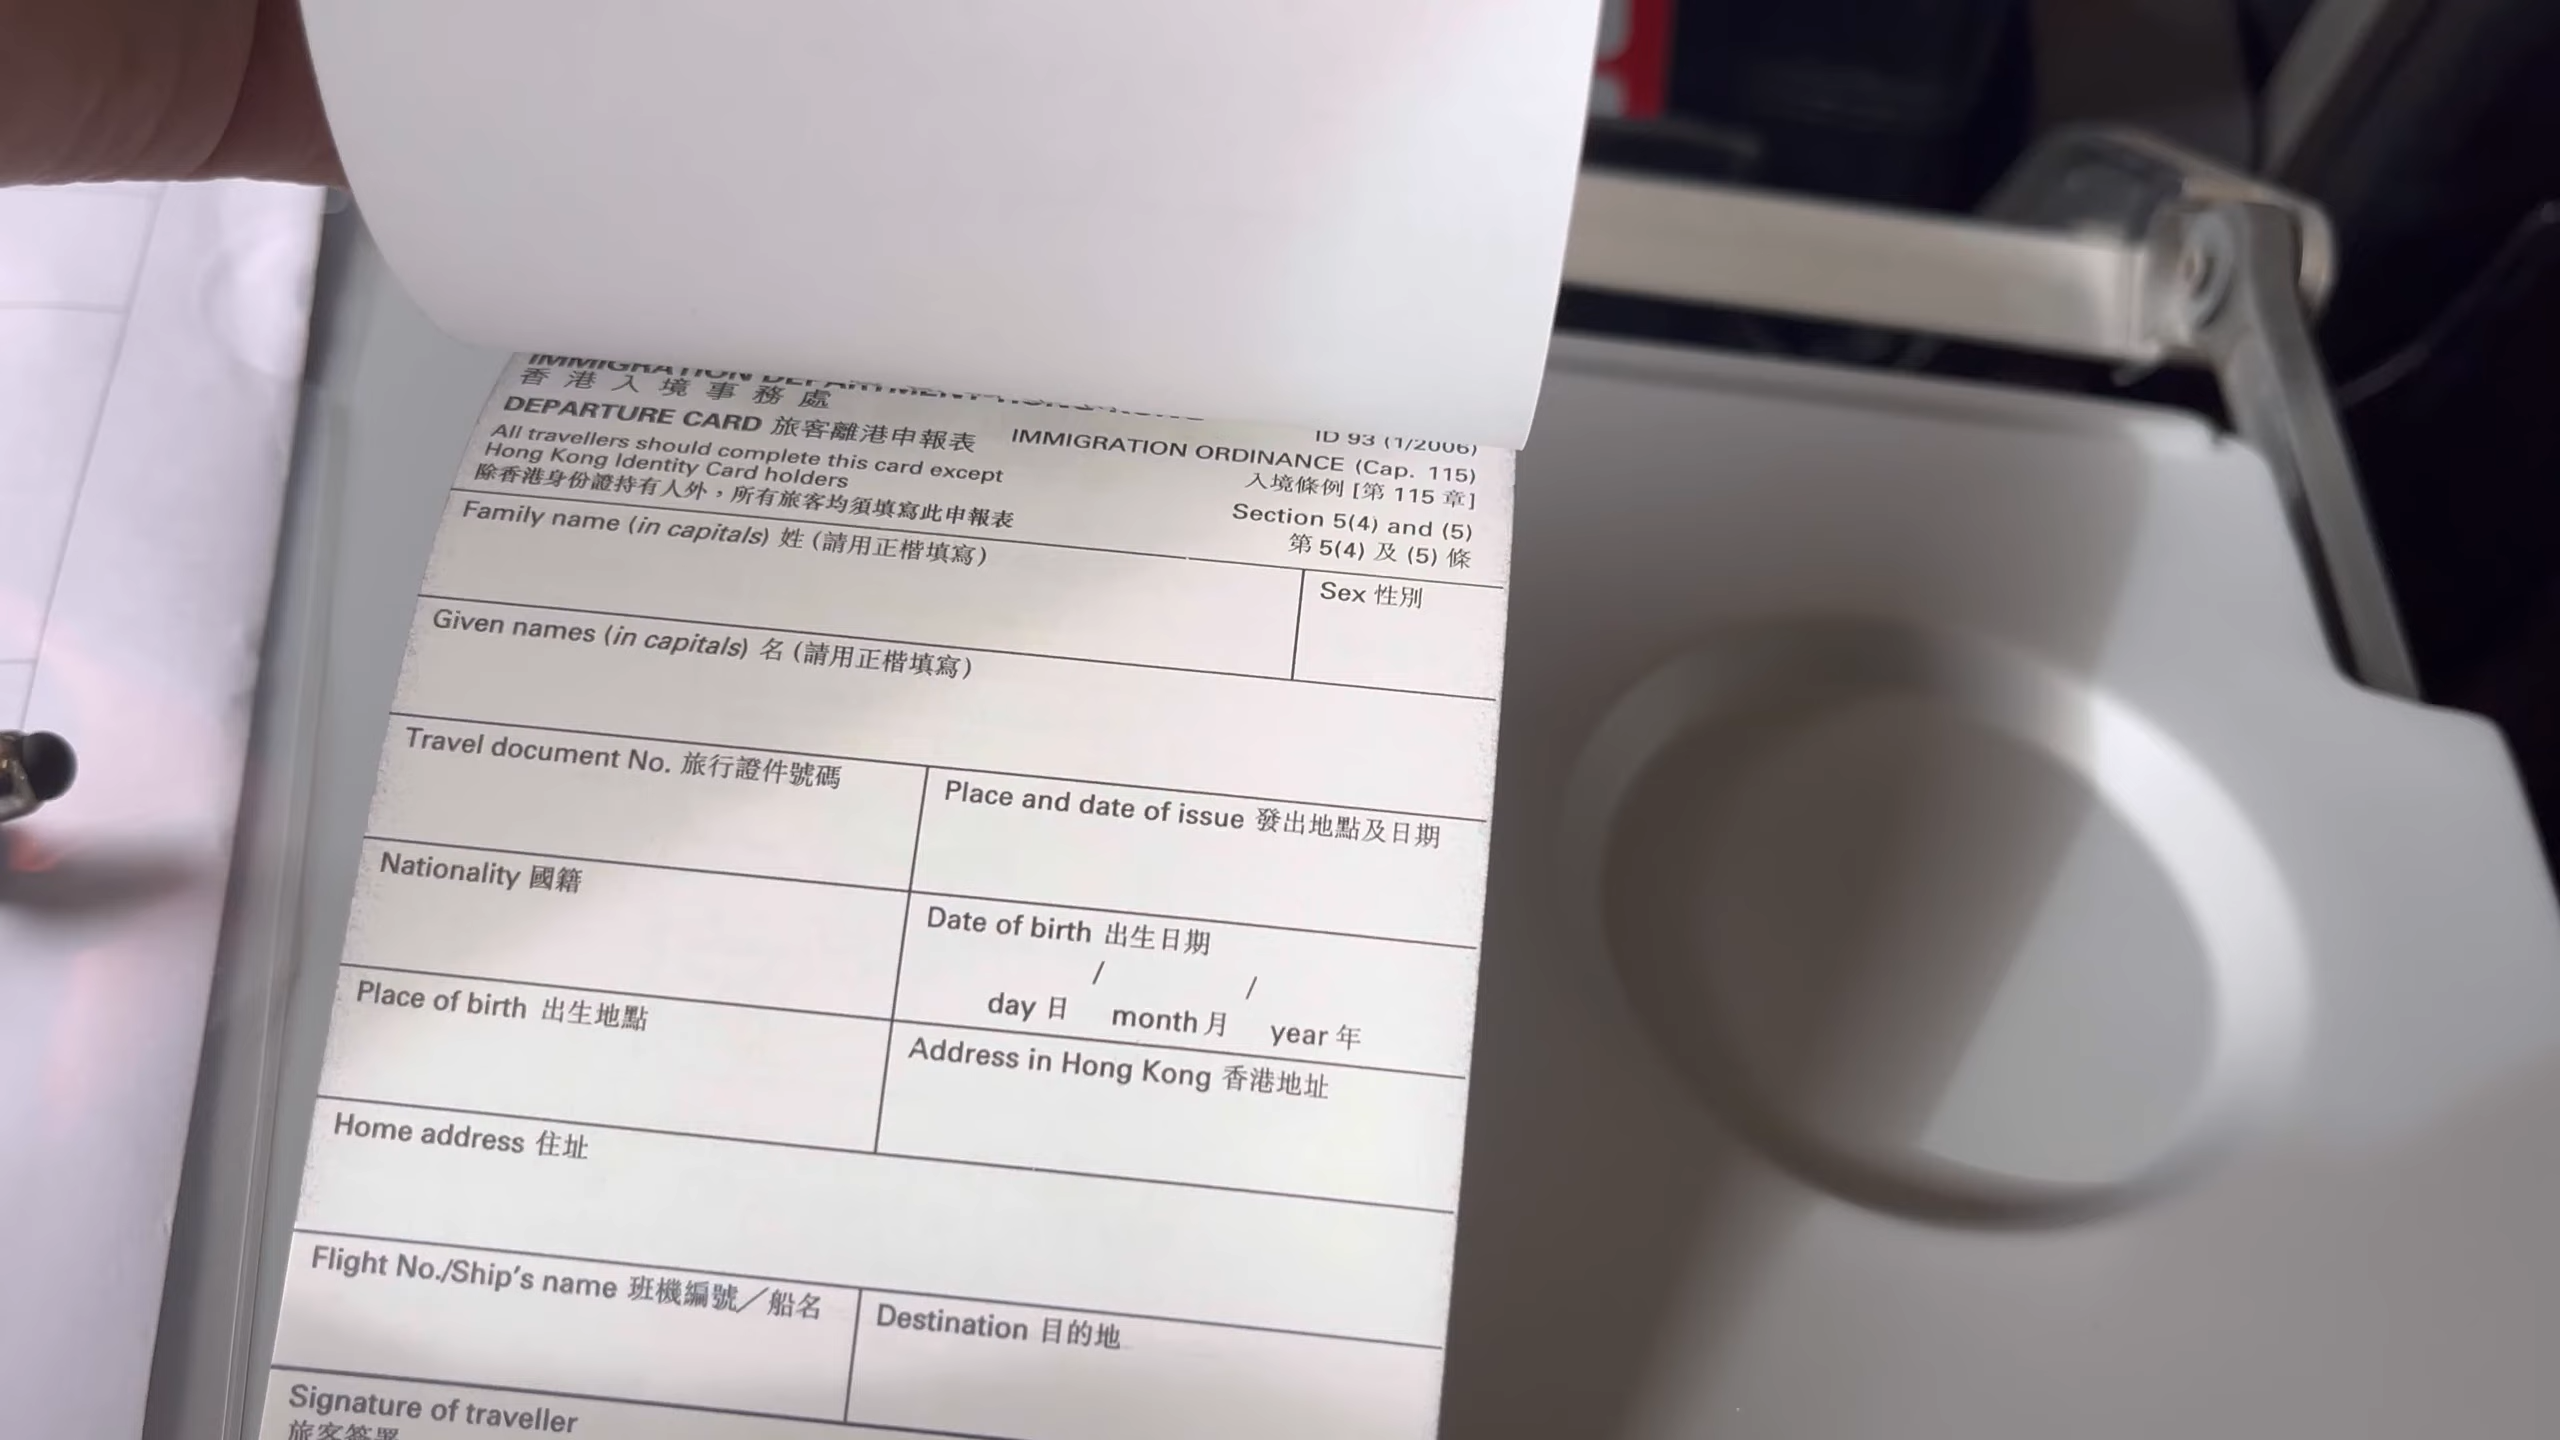 IMMIGRATION DEPARTMENT HONG KONG
香港入境事務處
DEPARTURE CARD 旅客離港申報表
All travellers should complete this card except
Hong Kong Identity Card holders
除香港身份證持有人外，所有旅客均須填寫此申報表
ID 93 (1/2006)
IMMIGRATION ORDINANCE (Cap. 115)
入境條例 [第 115 章]
Section 5(4) and (5)
第 5(4) 及 (5) 條
Family name (in capitals) 姓 (請用正楷填寫)
Sex 性別
Given names (in capitals) 名 (請用正楷填寫)
Travel document No. 旅行證件號碼
Place and date of issue 發出地點及日期
Nationality 國籍
Date of birth 出生日期
/ /
day 日 month 月 year 年
Place of birth 出生地點
Address in Hong Kong 香港地址
Home address 住址
Flight No./Ship's name 班機編號／船名
Destination 目的地
Signature of traveller
旅客簽署